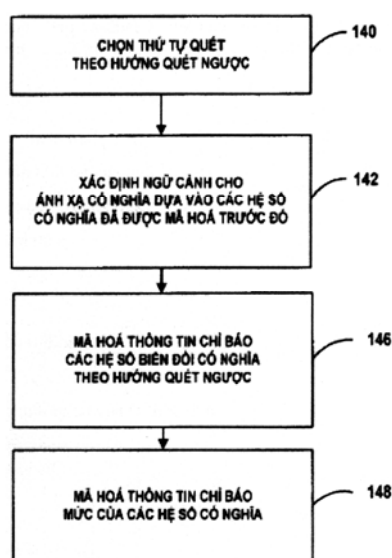 CHỌN THỨ TỰ QUÉT
THEO HƯỚNG QUÉT NGƯỢC
140
XÁC ĐỊNH NGỮ CẢNH CHO
ÁNH XẠ CÓ NGHĨA DỰA VÀO CÁC HỆ SỐ
CÓ NGHĨA ĐÃ ĐƯỢC MÃ HOÁ TRƯỚC ĐÓ
142
MÃ HOÁ THÔNG TIN CHỈ BÁO
CÁC HỆ SỐ BIẾN ĐỔI CÓ NGHĨA
THEO HƯỚNG QUÉT NGƯỢC
146
MÃ HOÁ THÔNG TIN CHỈ BÁO
MỨC CỦA CÁC HỆ SỐ CÓ NGHĨA
148